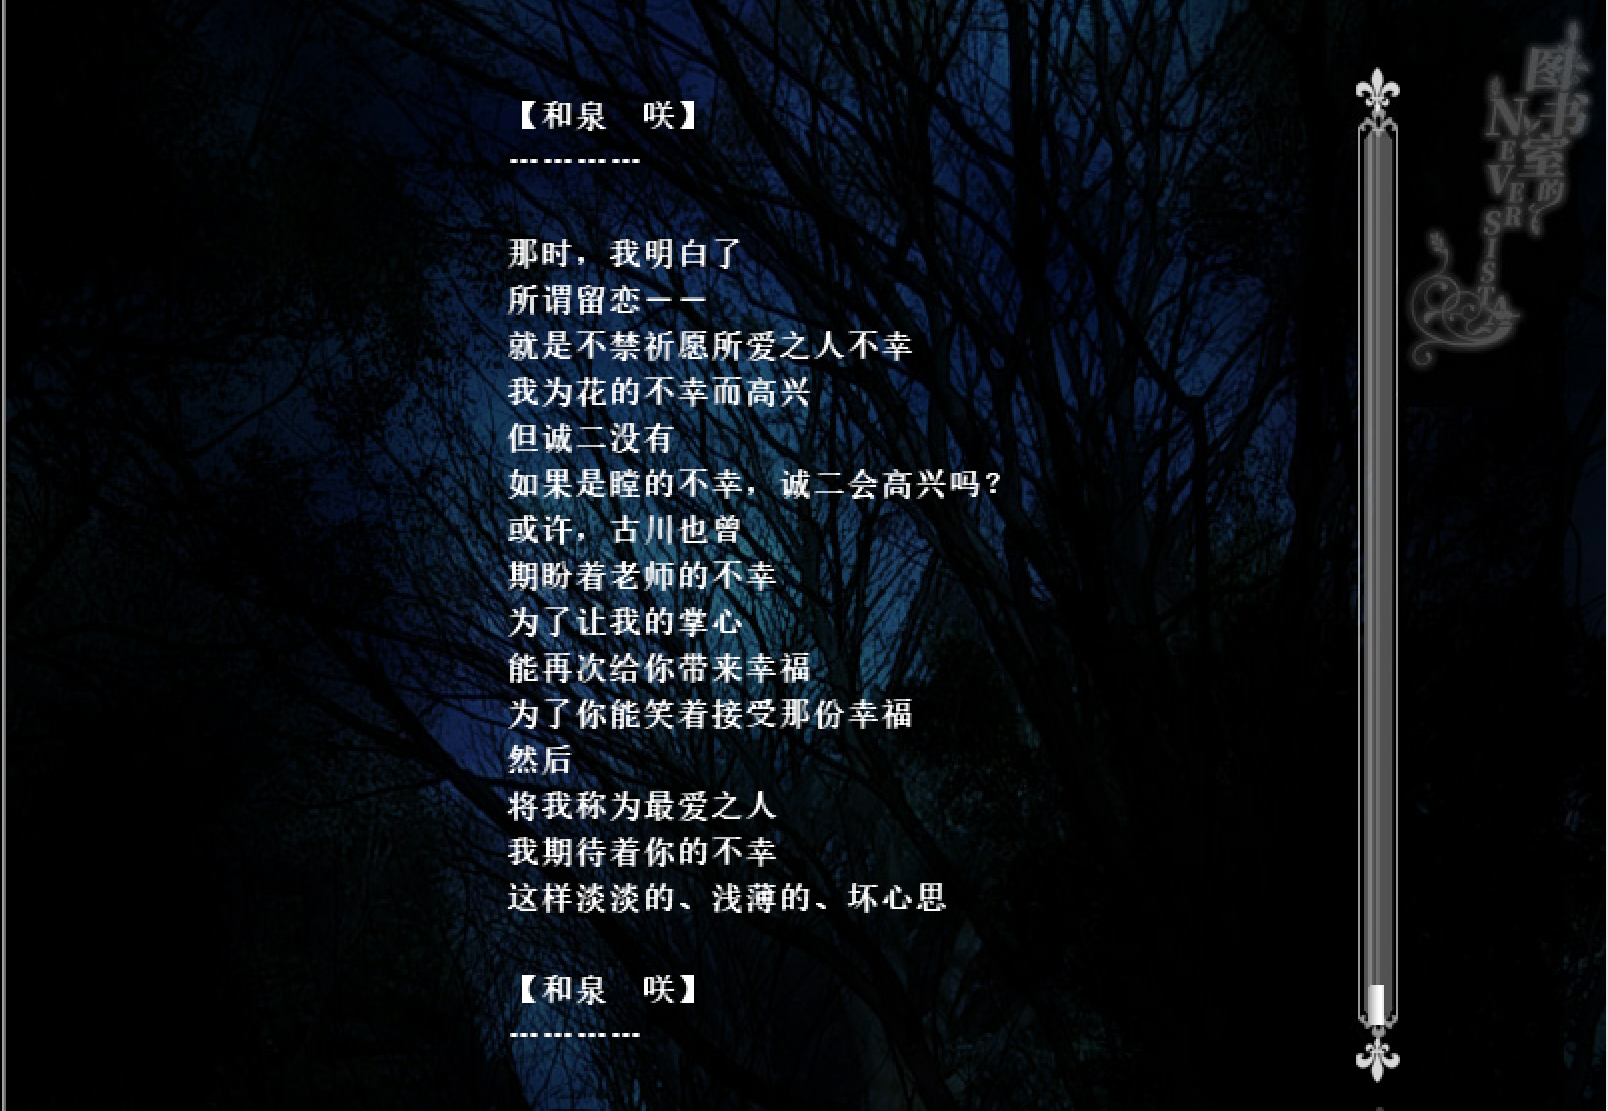 【和泉　咲】
…………
那时，我明白了
所谓留恋——
就是不禁祈愿所爱之人不幸
我为花的不幸而高兴
但诚二没有
如果是瞠的不幸，诚二会高兴吗？
或许，古川也曾
期盼着老师的不幸
为了让我的掌心
能再次给你带来幸福
为了你能笑着接受那份幸福
然后
将我称为最爱之人
我期待着你的不幸
这样淡淡的、浅薄的、坏心思
【和泉　咲】
…………
图书室的
NEVER SISTA